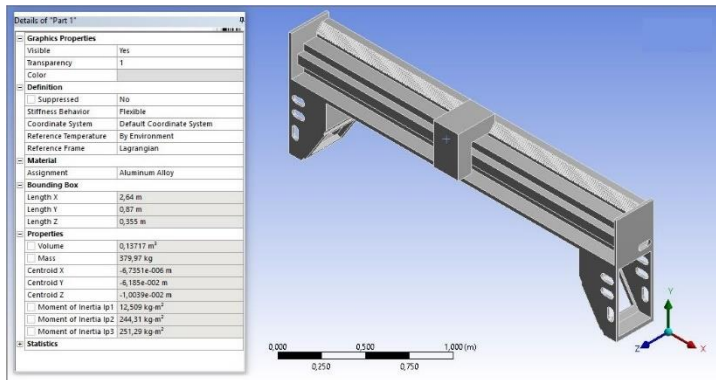 Details of "Part 1"
Graphics Properties
Visible Yes
Transparency 1
Color
Definition
Suppressed No
Stiffness Behavior Flexible
Coordinate System Default Coordinate System
Reference Temperature By Environment
Reference Frame Lagrangian
Material
Assignment Aluminum Alloy
Bounding Box
Length X 2,64 m
Length Y 0,87 m
Length Z 0,355 m
Properties
Volume 0,13717 m³
Mass 379,97 kg
Centroid X -6,7351e-006 m
Centroid Y -6,185e-002 m
Centroid Z -1,0039e-002 m
Moment of Inertia Ip1 12,509 kg·m²
Moment of Inertia Ip2 244,31 kg·m²
Moment of Inertia Ip3 251,29 kg·m²
Statistics
0,000 0,500 1,000 (m)
0,250 0,750
Y
Z X